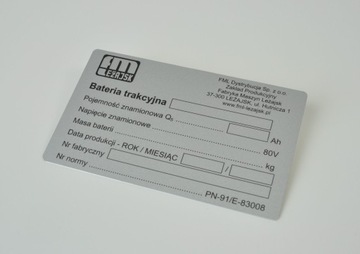 fml
LEŻAJSK
FML Dystrybucja Sp. z o.o.
Zakład Produkcyjny
Fabryka Maszyn Leżajsk
37-300 LEŻAJSK, ul. Hutnicza 1
www.fml-lezajsk.pl
Bateria trakcyjna
Pojemność znamionowa Q₅ Ah
Napięcie znamionowe 80V
Masa baterii kg
Data produkcji - ROK / MIESIĄC /
Nr fabryczny
Nr normy PN-91/E-83008